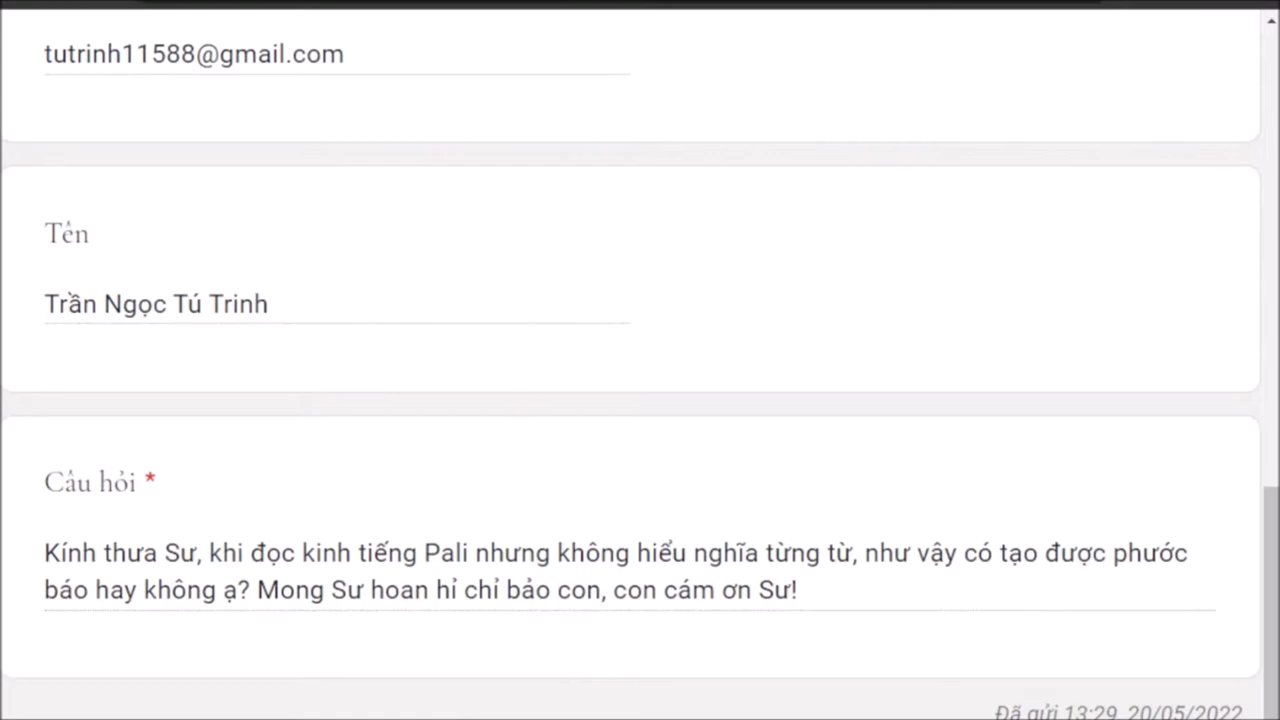 tutrinh11588@gmail.com
Tên
Trần Ngọc Tú Trinh
Câu hỏi *
Kính thưa Sư, khi đọc kinh tiếng Pali nhưng không hiểu nghĩa từng từ, như vậy có tạo được phước
báo hay không ạ? Mong Sư hoan hỉ chỉ bảo con, con cám ơn Sư!
Đã gửi 13:29, 20/05/2022